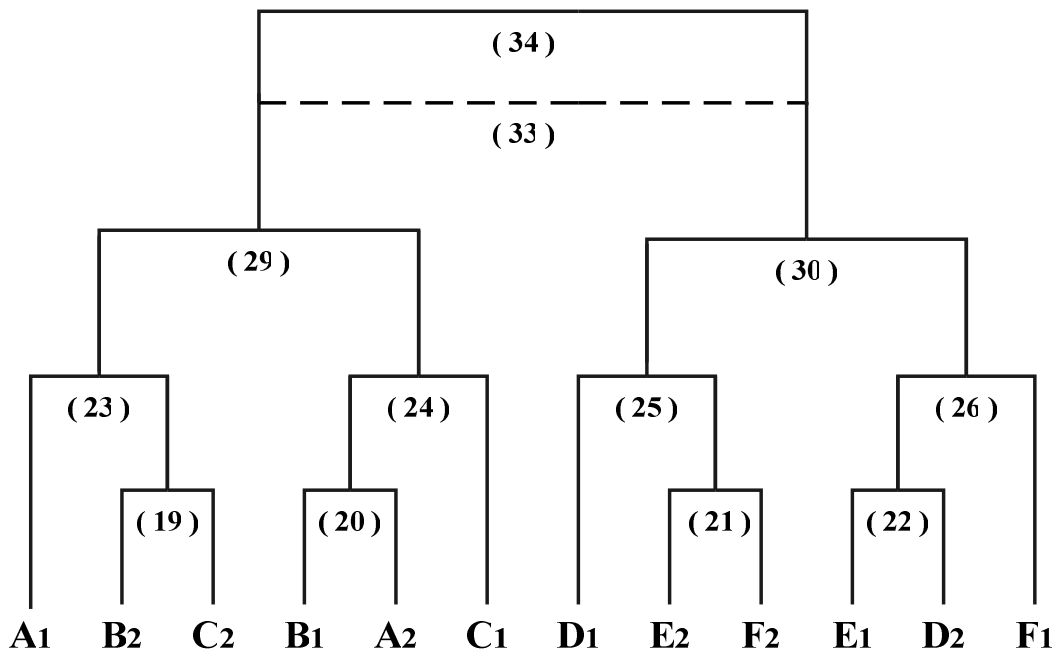 ( 34 )
( 33 )
( 29 )
( 30 )
( 23 ) ( 24 ) ( 25 ) ( 26 )
( 19 ) ( 20 ) ( 21 ) ( 22 )
A1 B2 C2 B1 A2 C1 D1 E2 F2 E1 D2 F1